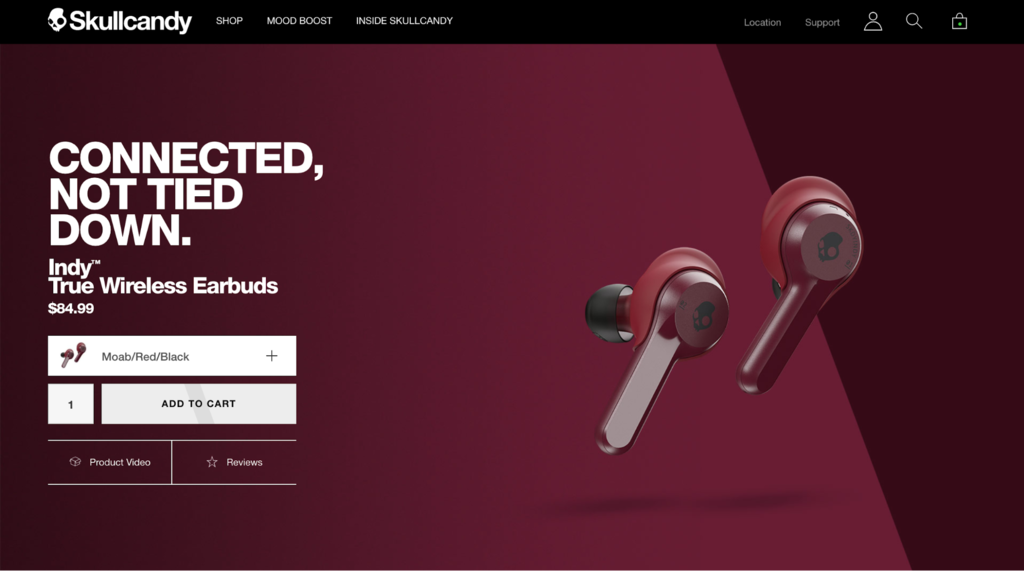 Skullcandy
SHOP
MOOD BOOST
INSIDE SKULLCANDY
Location
Support
CONNECTED,
NOT TIED
DOWN.
Indy™
True Wireless Earbuds
$84.99
Moab/Red/Black
1
ADD TO CART
Product Video
Reviews